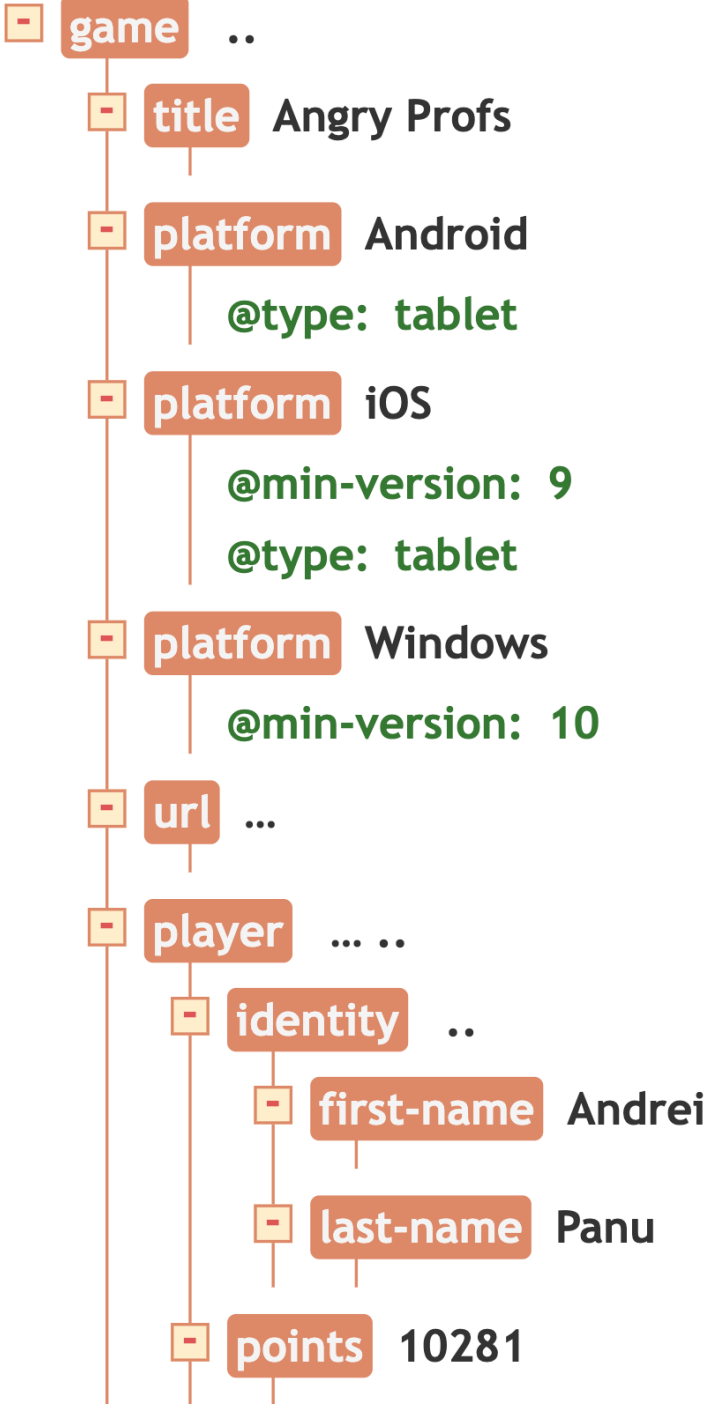 - game ..
- title Angry Profs
- platform Android
@type: tablet
- platform iOS
@min-version: 9
@type: tablet
- platform Windows
@min-version: 10
- url ...
- player ... ..
- identity ..
- first-name Andrei
- last-name Panu
- points 10281